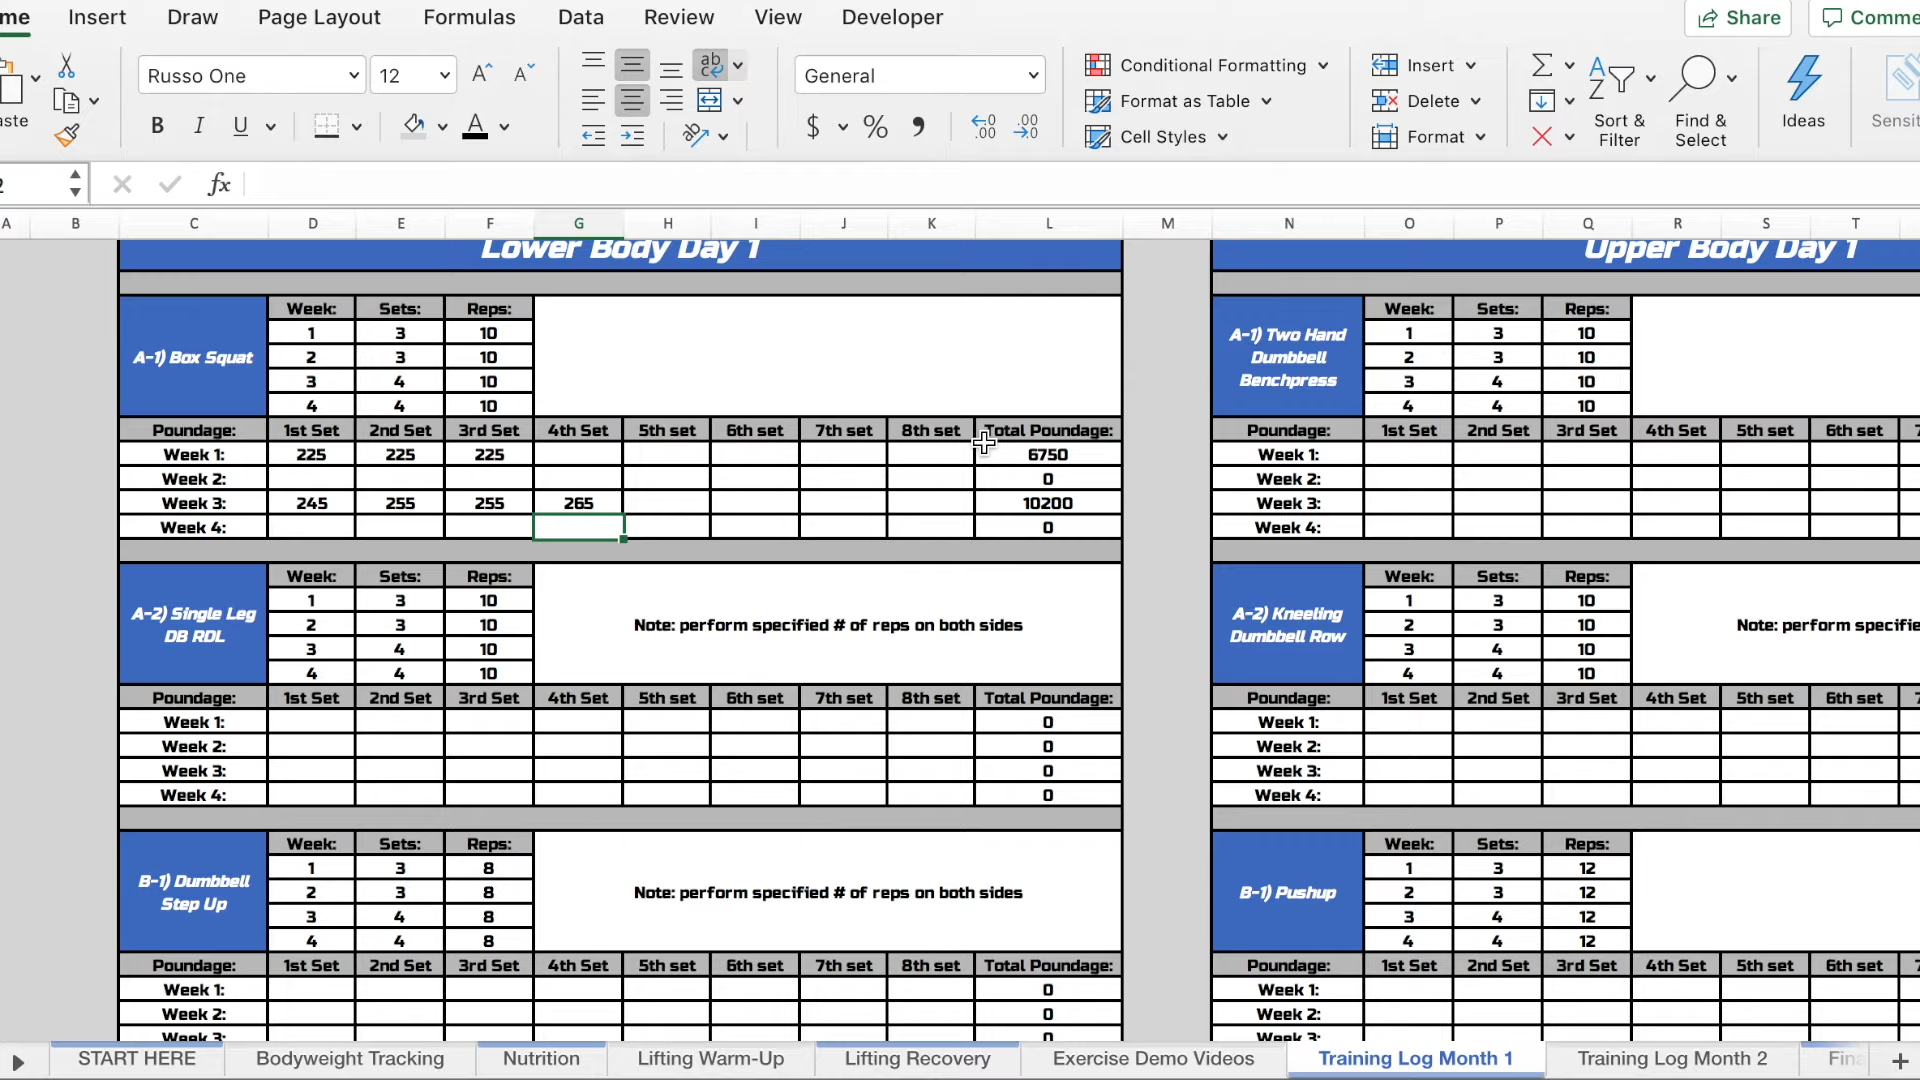 me Insert Draw Page Layout Formulas Data Review View Developer Share Comme
Russo One 12 General Conditional Formatting Insert
Format as Table Delete
aste B I U $ % Cell Styles Format Sort & Filter Find & Select Ideas Sensit
2 fx
A B C D E F G H I J K L M N O P Q R S T
Lower Body Day 1 Upper Body Day 1
A-1) Box Squat
Week: Sets: Reps:
1 3 10
2 3 10
3 4 10
4 4 10
Poundage: 1st Set 2nd Set 3rd Set 4th Set 5th set 6th set 7th set 8th set Total Poundage:
Week 1: 225 225 225 6750
Week 2: 0
Week 3: 245 255 255 265 10200
Week 4: 0
A-2) Single Leg
DB RDL
Week: Sets: Reps:
1 3 10
2 3 10
3 4 10
4 4 10
Note: perform specified # of reps on both sides
Poundage: 1st Set 2nd Set 3rd Set 4th Set 5th set 6th set 7th set 8th set Total Poundage:
Week 1: 0
Week 2: 0
Week 3: 0
Week 4: 0
B-1) Dumbbell
Step Up
Week: Sets: Reps:
1 3 8
2 3 8
3 4 8
4 4 8
Note: perform specified # of reps on both sides
Poundage: 1st Set 2nd Set 3rd Set 4th Set 5th set 6th set 7th set 8th set Total Poundage:
Week 1: 0
Week 2: 0
Week 3: 0
A-1) Two Hand
Dumbbell
Benchpress
Week: Sets: Reps:
1 3 10
2 3 10
3 4 10
4 4 10
Poundage: 1st Set 2nd Set 3rd Set 4th Set 5th set 6th set 7
Week 1:
Week 2:
Week 3:
Week 4:
A-2) Kneeling
Dumbbell Row
Week: Sets: Reps:
1 3 10
2 3 10
3 4 10
4 4 10
Note: perform specifie
Poundage: 1st Set 2nd Set 3rd Set 4th Set 5th set 6th set 7
Week 1:
Week 2:
Week 3:
Week 4:
B-1) Pushup
Week: Sets: Reps:
1 3 12
2 3 12
3 4 12
4 4 12
Poundage: 1st Set 2nd Set 3rd Set 4th Set 5th set 6th set 7
Week 1:
Week 2:
Week 3:
START HERE Bodyweight Tracking Nutrition Lifting Warm-Up Lifting Recovery Exercise Demo Videos Training Log Month 1 Training Log Month 2 Fina